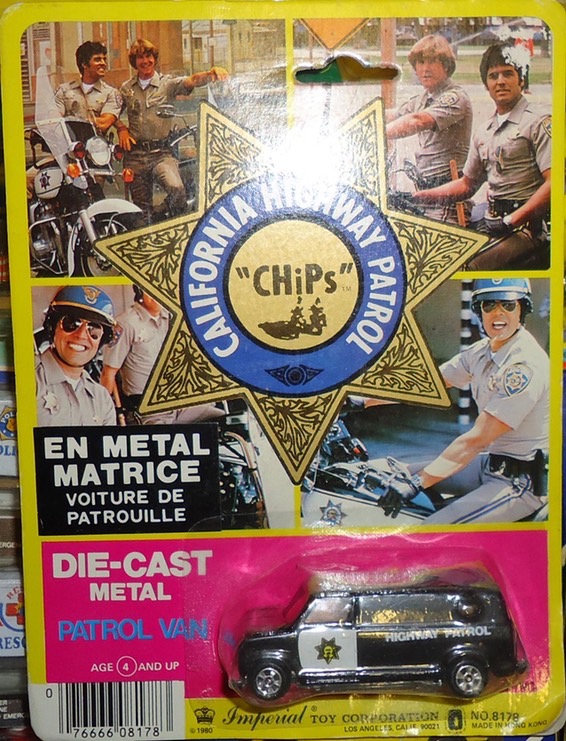 CALIFORNIA HIGHWAY PATROL
"CHiPs" TM
EN METAL
MATRICE
VOITURE DE
PATROUILLE
DIE-CAST
METAL
PATROL VAN
AGE 4 AND UP
HIGHWAY PATROL
0
76666 08178
Imperial® TOY CORPORATION
© 1980
LOS ANGELES, CALIF. 90021
NO.8178
MADE IN HONG KONG